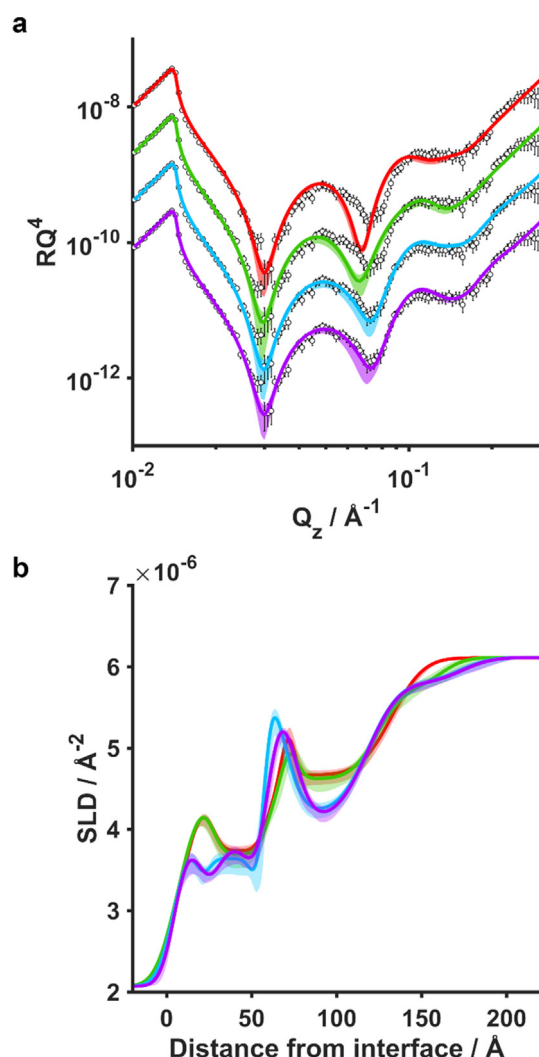 a
10⁻⁸
RQ⁴
10⁻¹⁰
10⁻¹²
10⁻² 10⁻¹
Q_z / Å⁻¹
b
×10⁻⁶
7
6
SLD / Å⁻²
5
4
3
2
0 50 100 150 200
Distance from interface / Å